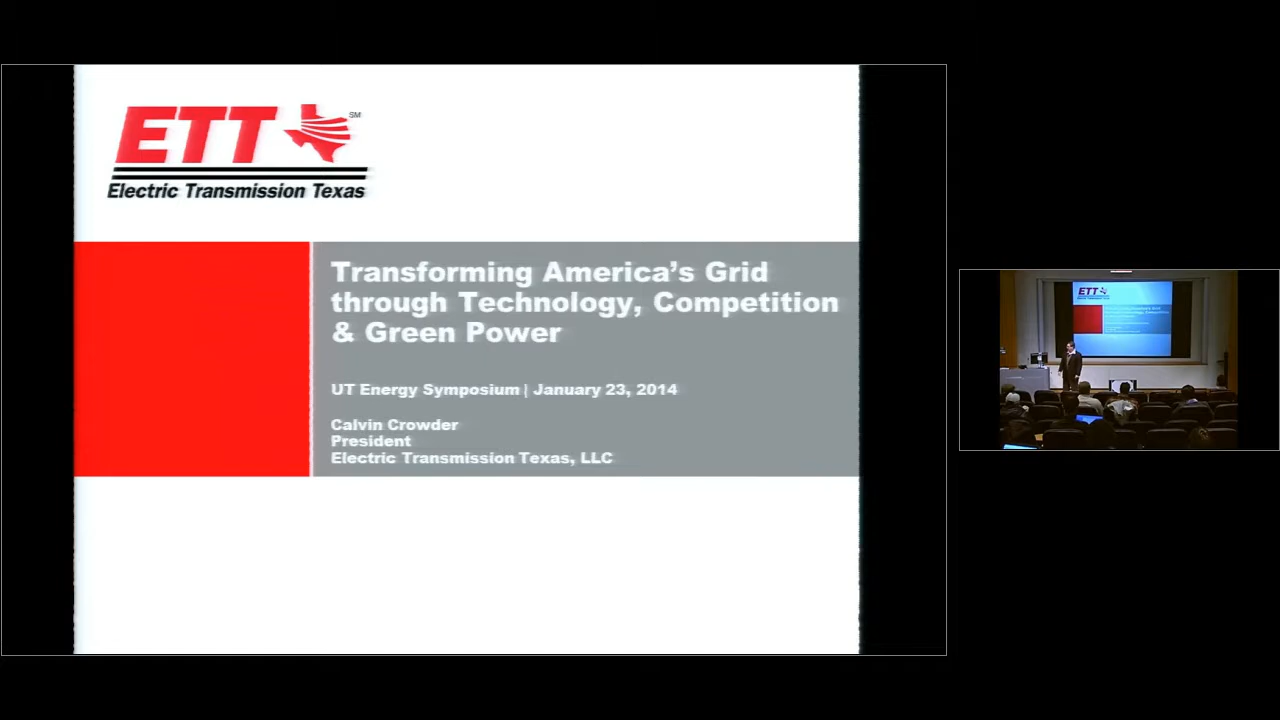 ETT SM
Electric Transmission Texas
Transforming America's Grid
through Technology, Competition
& Green Power
UT Energy Symposium | January 23, 2014
Calvin Crowder
President
Electric Transmission Texas, LLC
ETT